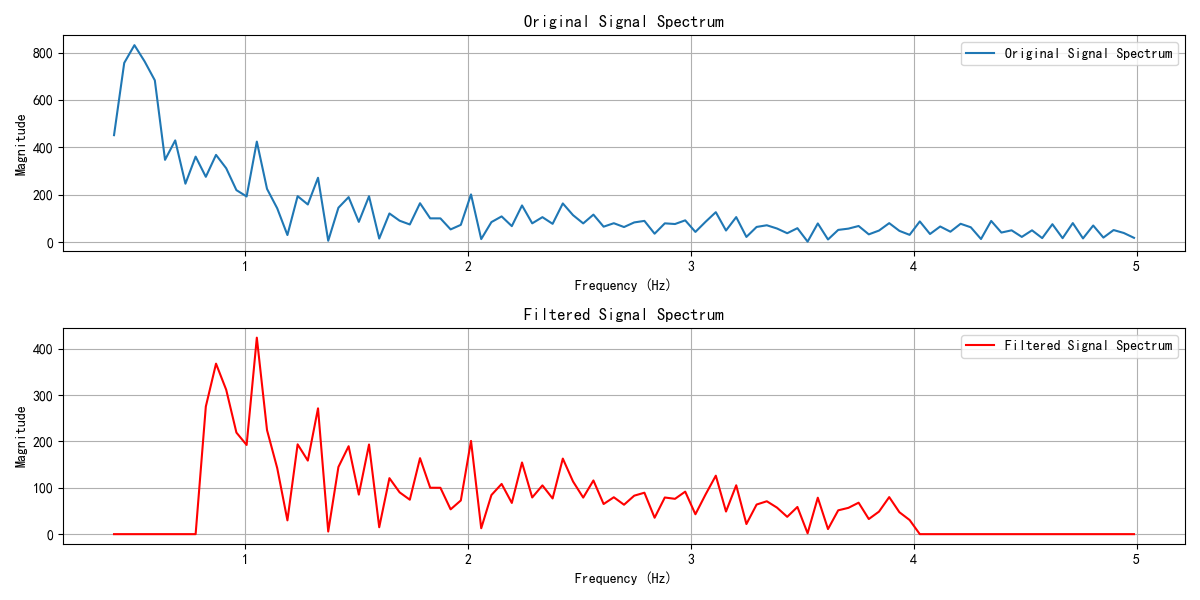 Original Signal Spectrum
Original Signal Spectrum
800
600
400
200
0
Magnitude
1 2 3 4 5
Frequency (Hz)
Filtered Signal Spectrum
Filtered Signal Spectrum
400
300
200
100
0
Magnitude
1 2 3 4 5
Frequency (Hz)